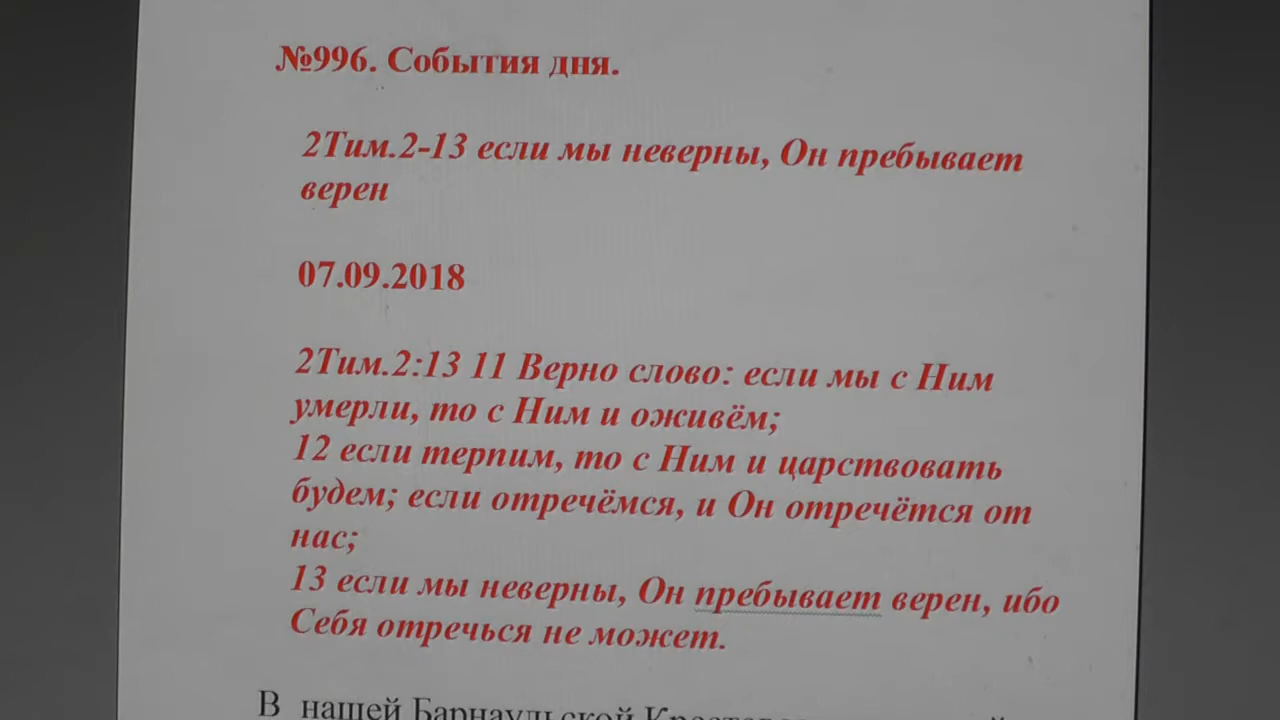 №996. События дня.
2Тим.2-13 если мы неверны, Он пребывает
верен
07.09.2018
2Тим.2:13 11 Верно слово: если мы с Ним
умерли, то с Ним и оживём;
12 если терпим, то с Ним и царствовать
будем; если отречёмся, и Он отречётся от
нас;
13 если мы неверны, Он пребывает верен, ибо
Себя отречься не может.
В нашей Барнаульской